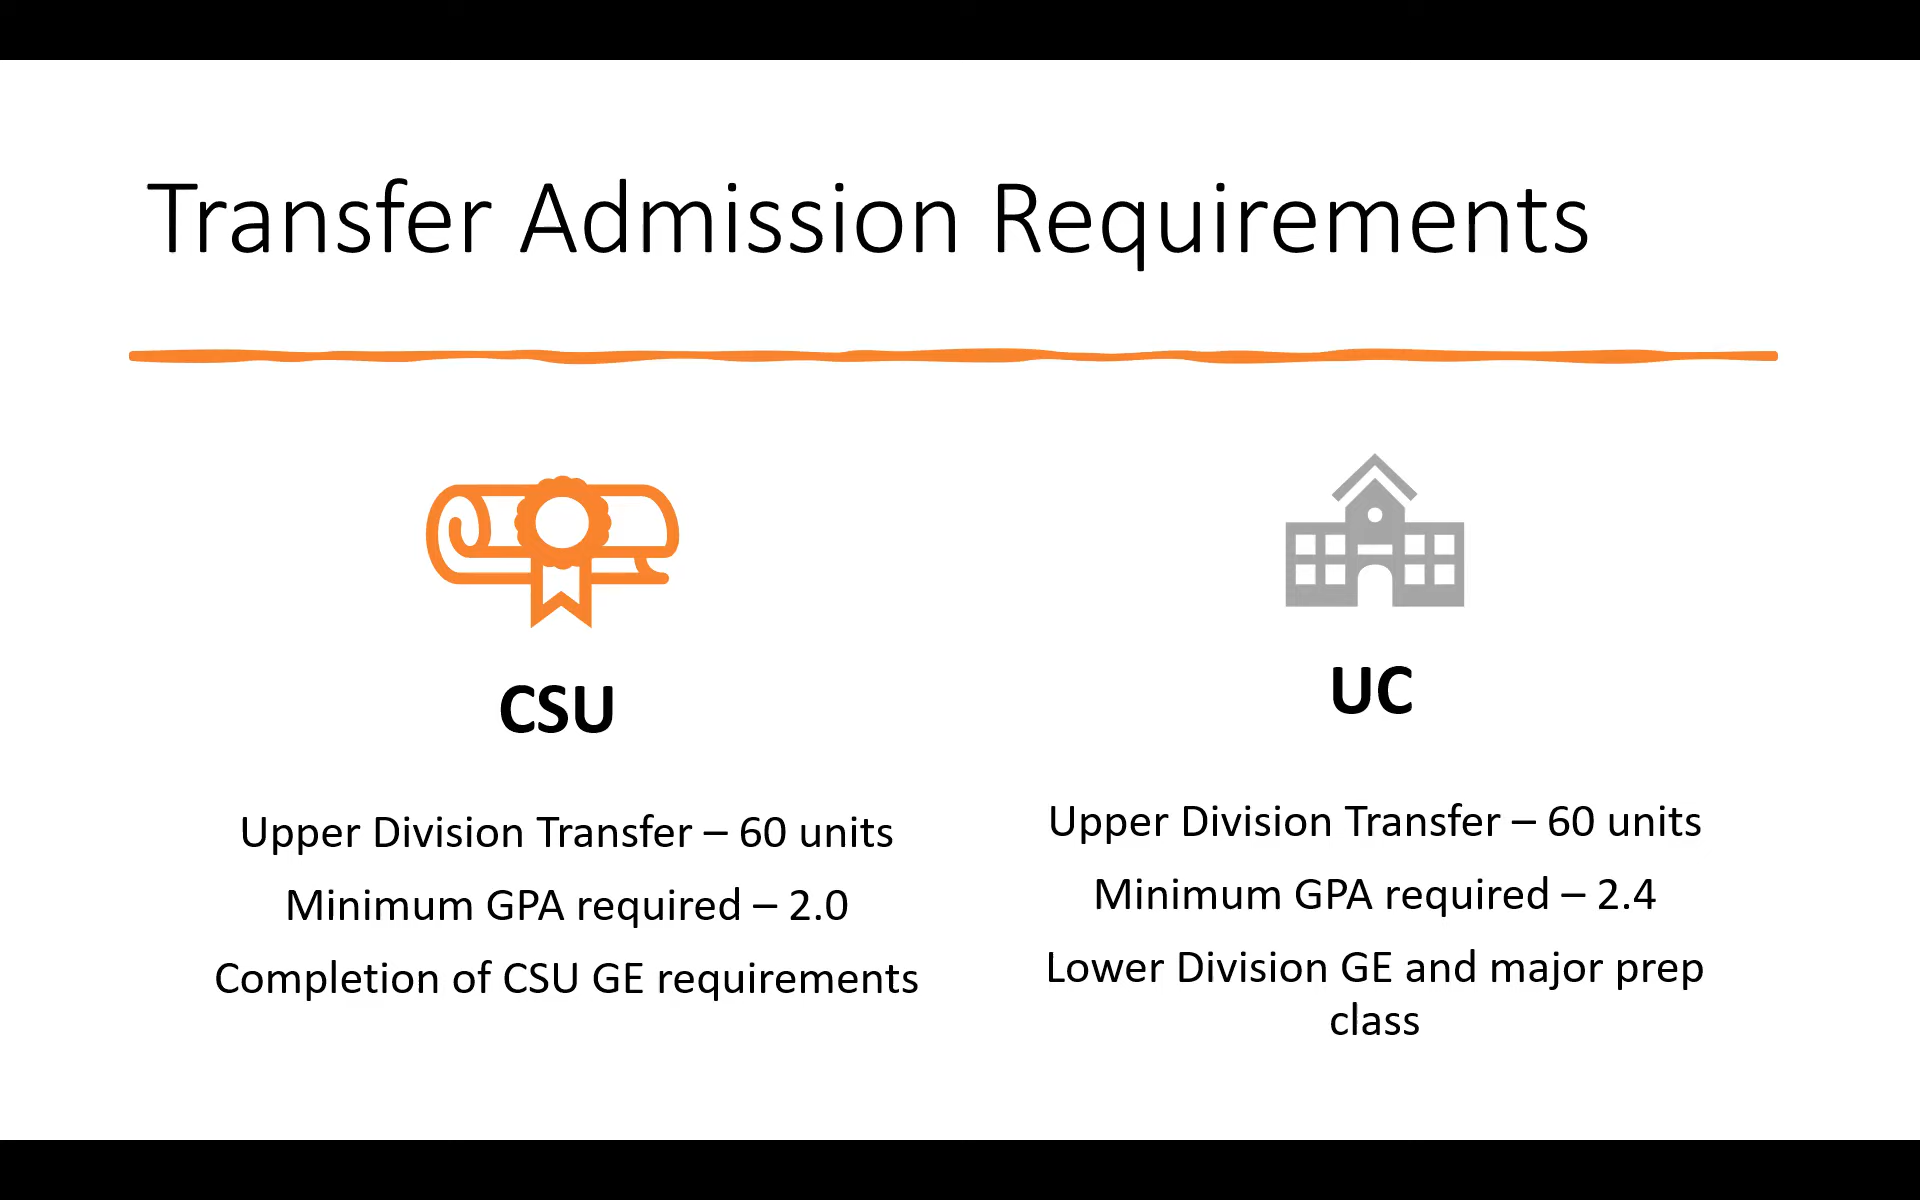 Transfer Admission Requirements
CSU
Upper Division Transfer – 60 units
Minimum GPA required – 2.0
Completion of CSU GE requirements
UC
Upper Division Transfer – 60 units
Minimum GPA required – 2.4
Lower Division GE and major prep
class